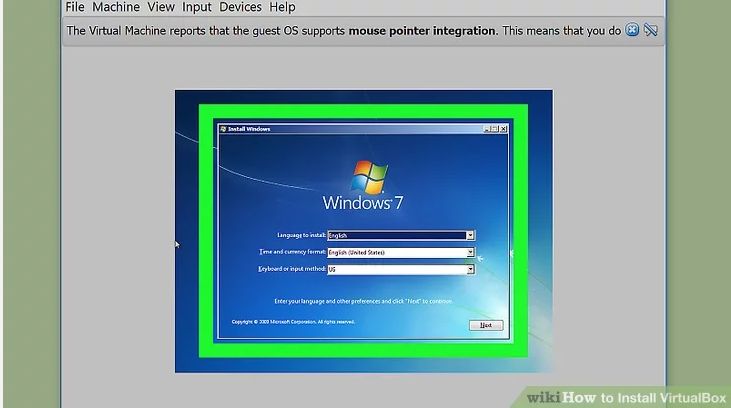 File Machine View Input Devices Help
The Virtual Machine reports that the guest OS supports mouse pointer integration. This means that you do
Install Windows
Windows 7
Language to install: English
Time and currency format: English (United States)
Keyboard or input method: US
Enter your language and other preferences and click "Next" to continue.
Copyright © 2009 Microsoft Corporation. All rights reserved.
Next
wikiHow to Install VirtualBox